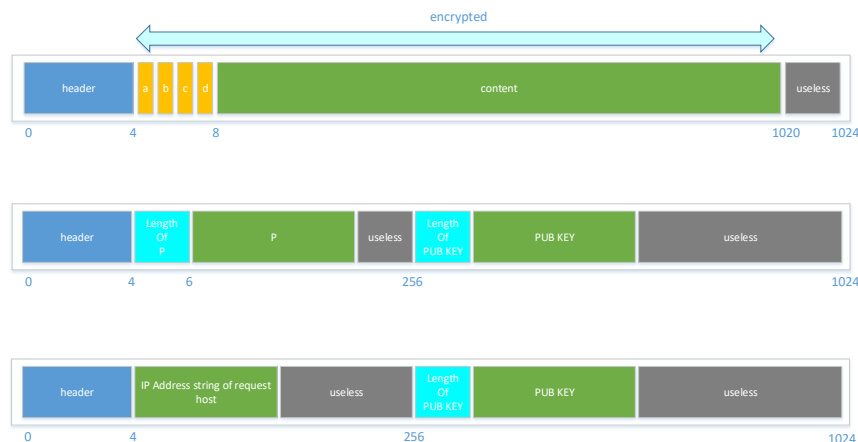 encrypted
header
a
b
c
d
content
useless
0
4
8
1020
1024
header
Length
Of
P
P
useless
Length
Of
PUB KEY
PUB KEY
useless
0
4
6
256
1024
header
IP Address string of request
host
useless
Length
Of
PUB KEY
PUB KEY
useless
0
4
256
1024